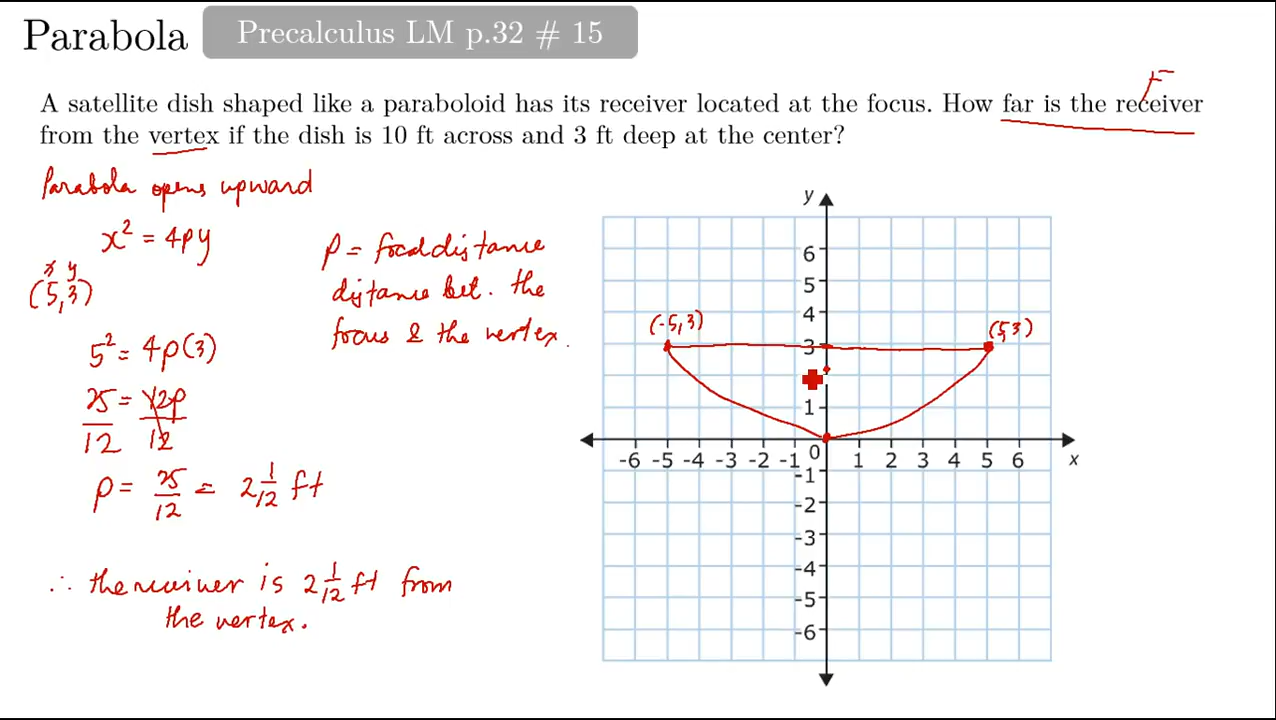 Parabola
Precalculus LM p.32 # 15
F
A satellite dish shaped like a paraboloid has its receiver located at the focus. How far is the receiver
from the vertex if the dish is 10 ft across and 3 ft deep at the center?
Parabola opens upward
x² = 4py
x y
(5,3)
5² = 4p(3)
25 = 12p
12 12
p = 25/12 = 2 1/12 ft
∴ the receiver is 2 1/12 ft from
the vertex.
p = focal distance
distance bet. the
focus & the vertex.
y
6
5
4
(-5,3)
(5,3)
3
1
-6 -5 -4 -3 -2 -1 0 1 2 3 4 5 6 x
-1
-2
-3
-4
-5
-6